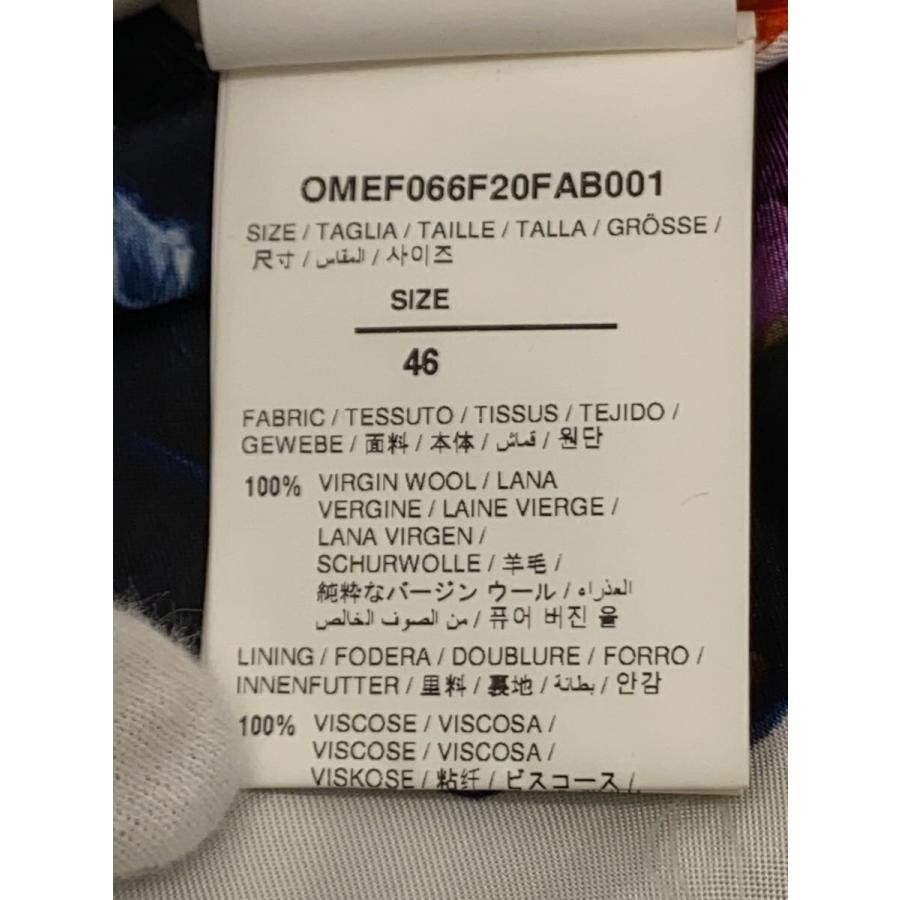 OMEF066F20FAB001
SIZE / TAGLIA / TAILLE / TALLA / GRÖSSE /
尺寸 / المقاس / 사이즈
SIZE
46
FABRIC / TESSUTO / TISSUS / TEJIDO /
GEWEBE / 面料 / 本体 / قماش / 원단
100% VIRGIN WOOL / LANA
VERGINE / LAINE VIERGE /
LANA VIRGEN /
SCHURWOLLE / 羊毛 /
純粋なバージン ウール / العذراء
من الصوف الخالص / 퓨어 버진 울
LINING / FODERA / DOUBLURE / FORRO /
INNENFUTTER / 里料 / 裏地 / بطانة / 안감
100% VISCOSE / VISCOSA /
VISCOSE / VISCOSA /
VISKOSE / 粘纤 / ビスコース /